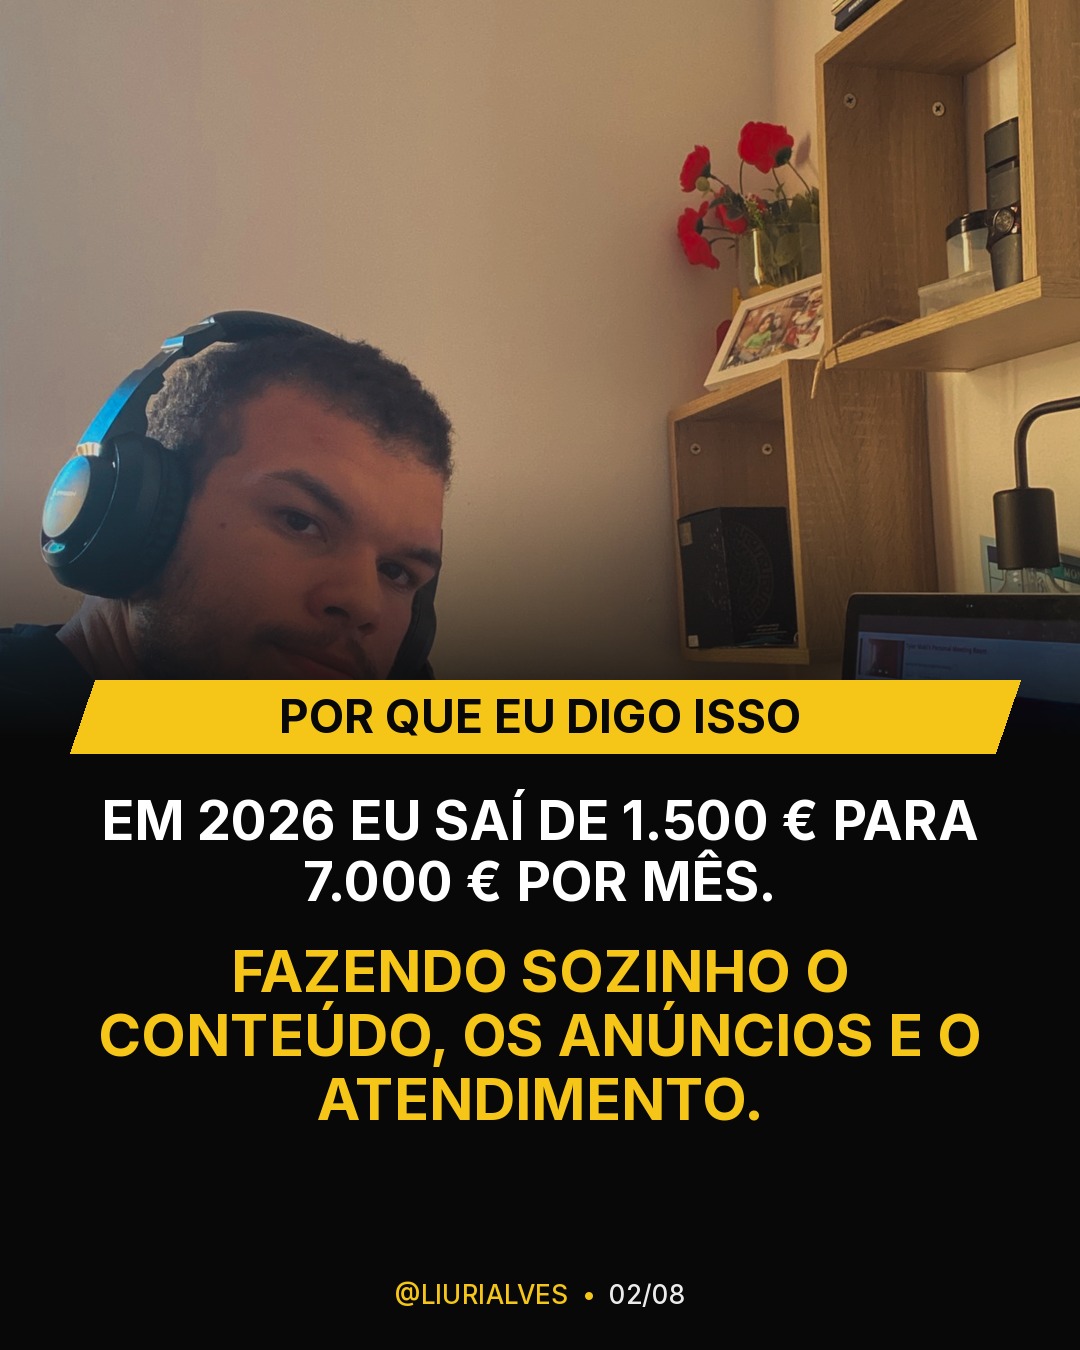 POR QUE EU DIGO ISSO
EM 2026 EU SAÍ DE 1.500 € PARA
7.000 € POR MÊS.
FAZENDO SOZINHO O
CONTEÚDO, OS ANÚNCIOS E O
ATENDIMENTO.
@LIURIALVES • 02/08